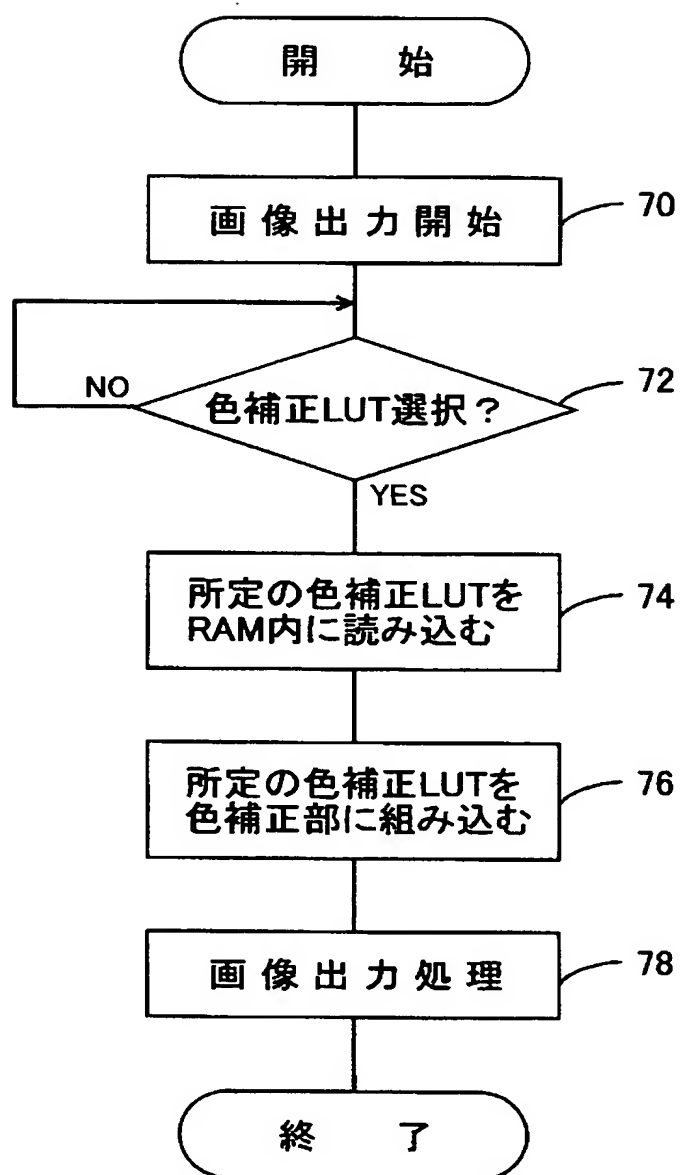 開 始
画像出力開始
70
NO
色補正LUT選択？
72
YES
所定の色補正LUTを
RAM内に読み込む
74
所定の色補正LUTを
色補正部に組み込む
76
画像出力処理
78
終 了